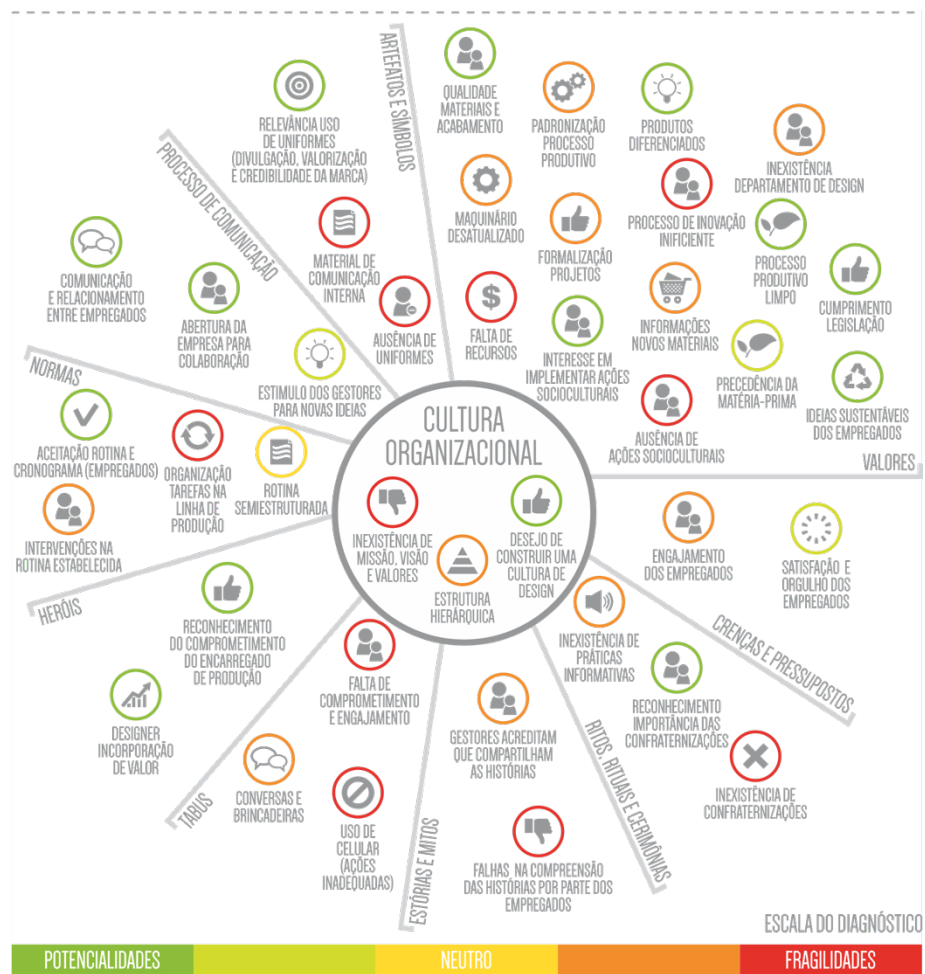 ARTEFATOS E SÍMBOLOS
RELEVÂNCIA USO
DE UNIFORMES
(DIVULGAÇÃO, VALORIZAÇÃO
E CREDIBILIDADE DA MARCA)
MATERIAL DE
COMUNICAÇÃO
INTERNA
AUSÊNCIA DE
UNIFORMES
QUALIDADE
MATERIAIS E
ACABAMENTO
PADRONIZAÇÃO
PROCESSO
PRODUTIVO
PRODUTOS
DIFERENCIADOS
INEXISTÊNCIA
DEPARTAMENTO DE DESIGN
MAQUINÁRIO
DESATUALIZADO
FORMALIZAÇÃO
PROJETOS
PROCESSO DE INOVAÇÃO
INIFICIENTE
PROCESSO
PRODUTIVO
LIMPO
CUMPRIMENTO
LEGISLAÇÃO
FALTA DE
RECURSOS
INTERESSE EM
IMPLEMENTAR AÇÕES
SOCIOCULTURAIS
INFORMAÇÕES
NOVOS MATERIAIS
PRECEDÊNCIA DA
MATÉRIA-PRIMA
IDEIAS SUSTENTÁVEIS
DOS EMPREGADOS
AUSÊNCIA DE
AÇÕES SOCIOCULTURAIS
VALORES
PROCESSO DE COMUNICAÇÃO
COMUNICAÇÃO
E RELACIONAMENTO
ENTRE EMPREGADOS
ABERTURA DA
EMPRESA PARA
COLABORAÇÃO
ESTIMULO DOS GESTORES
PARA NOVAS IDEIAS
NORMAS
ACEITAÇÃO ROTINA E
CRONOGRAMA (EMPREGADOS)
ORGANIZAÇÃO
TAREFAS NA
LINHA DE
PRODUÇÃO
ROTINA
SEMIESTRUTURADA
INTERVENÇÕES NA
ROTINA ESTABELECIDA
CULTURA
ORGANIZACIONAL
INEXISTÊNCIA DE
MISSÃO, VISÃO
E VALORES
ESTRUTURA
HIERÁRQUICA
DESEJO DE
CONSTRUIR UMA
CULTURA DE
DESIGN
ENGAJAMENTO
DOS EMPREGADOS
SATISFAÇÃO E
ORGULHO DOS
EMPREGADOS
CRENÇAS E PRESSUPOSTOS
HERÓIS
RECONHECIMENTO
DO COMPROMETIMENTO
DO ENCARREGADO
DE PRODUÇÃO
DESIGNER
INCORPORAÇÃO
DE VALOR
TABUS
FALTA DE
COMPROMETIMENTO
E ENGAJAMENTO
CONVERSAS E
BRINCADEIRAS
USO DE
CELULAR
(AÇÕES
INADEQUADAS)
ESTÓRIAS E MITOS
GESTORES ACREDITAM
QUE COMPARTILHAM
AS HISTÓRIAS
FALHAS NA COMPREENSÃO
DAS HISTÓRIAS POR PARTE DOS
EMPREGADOS
RITOS, RITUAIS E CERIMÔNIAS
INEXISTÊNCIA DE
PRÁTICAS
INFORMATIVAS
RECONHECIMENTO
IMPORTÂNCIA DAS
CONFRATERNIZAÇÕES
INEXISTÊNCIA DE
CONFRATERNIZAÇÕES
ESCALA DO DIAGNÓSTICO
POTENCIALIDADES
NEUTRO
FRAGILIDADES